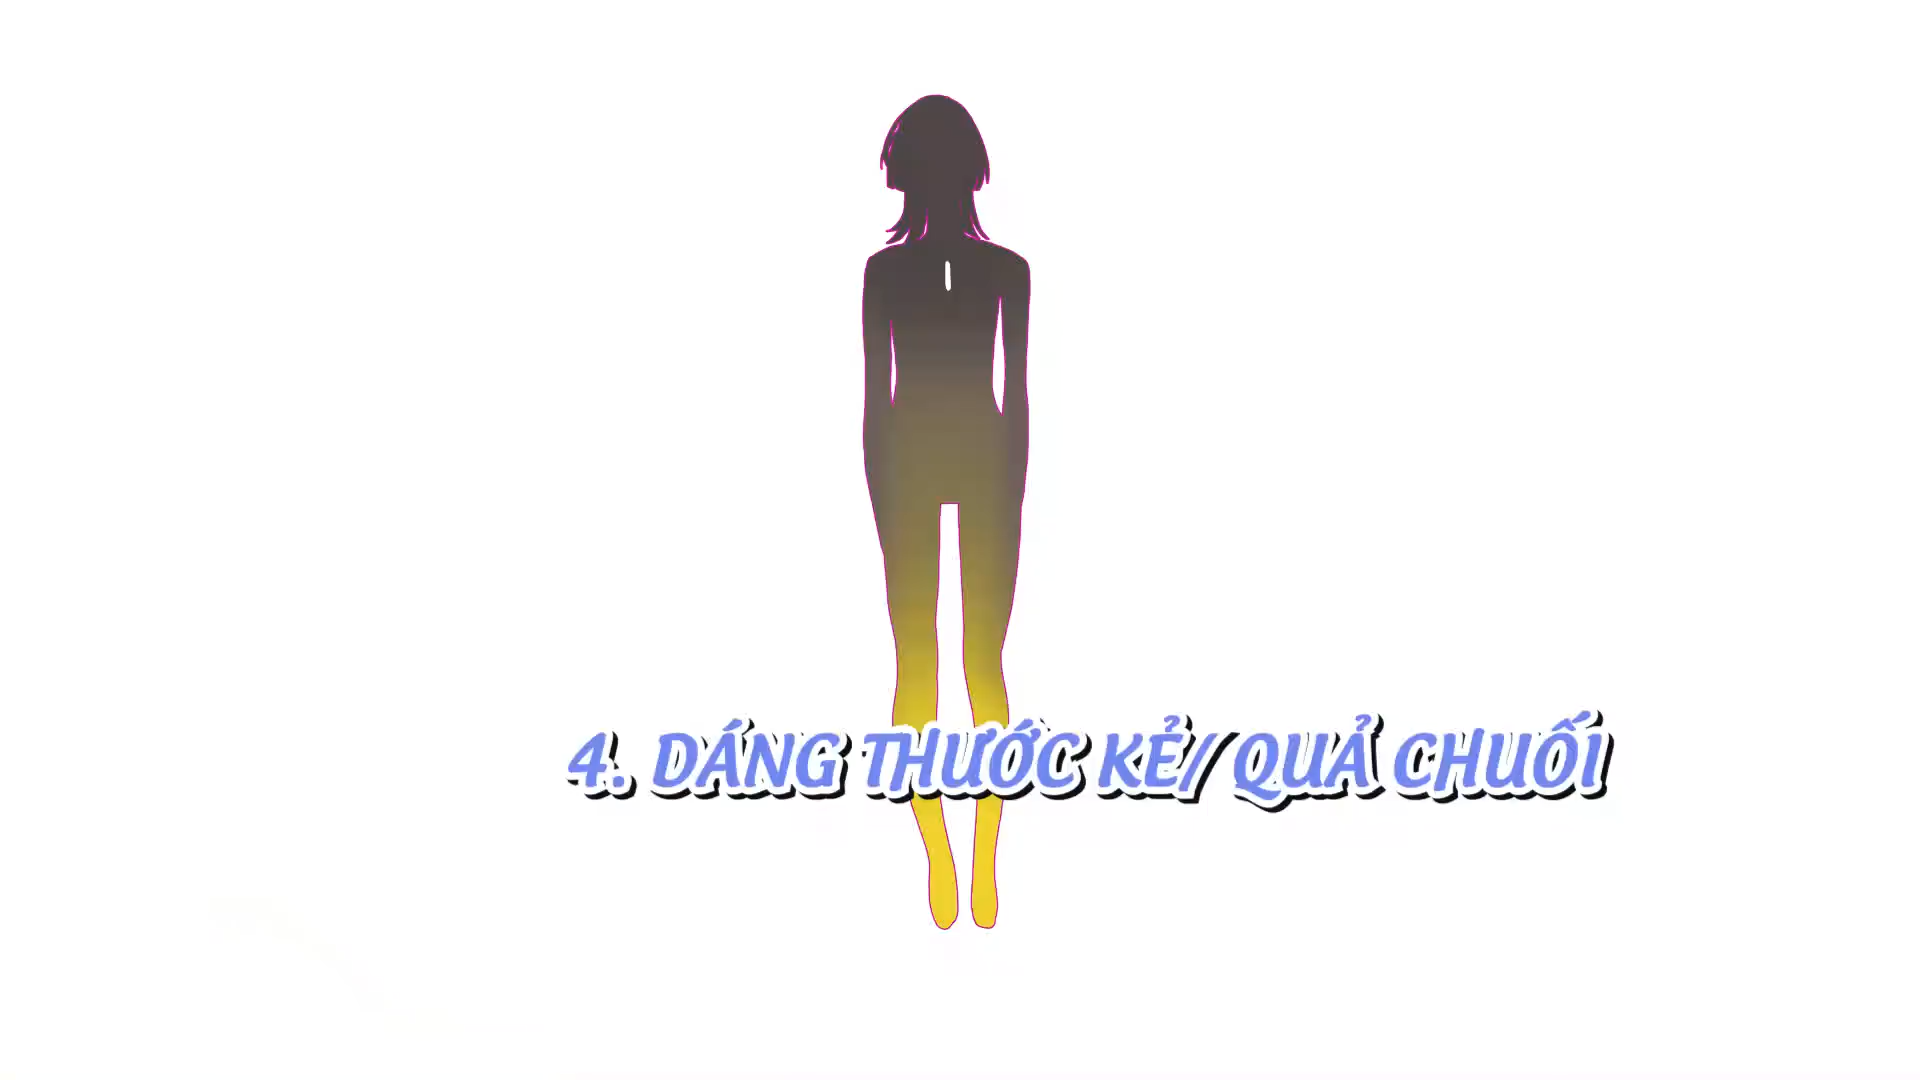 4. DÁNG THƯỚC KẺ/ QUẢ CHUỐI